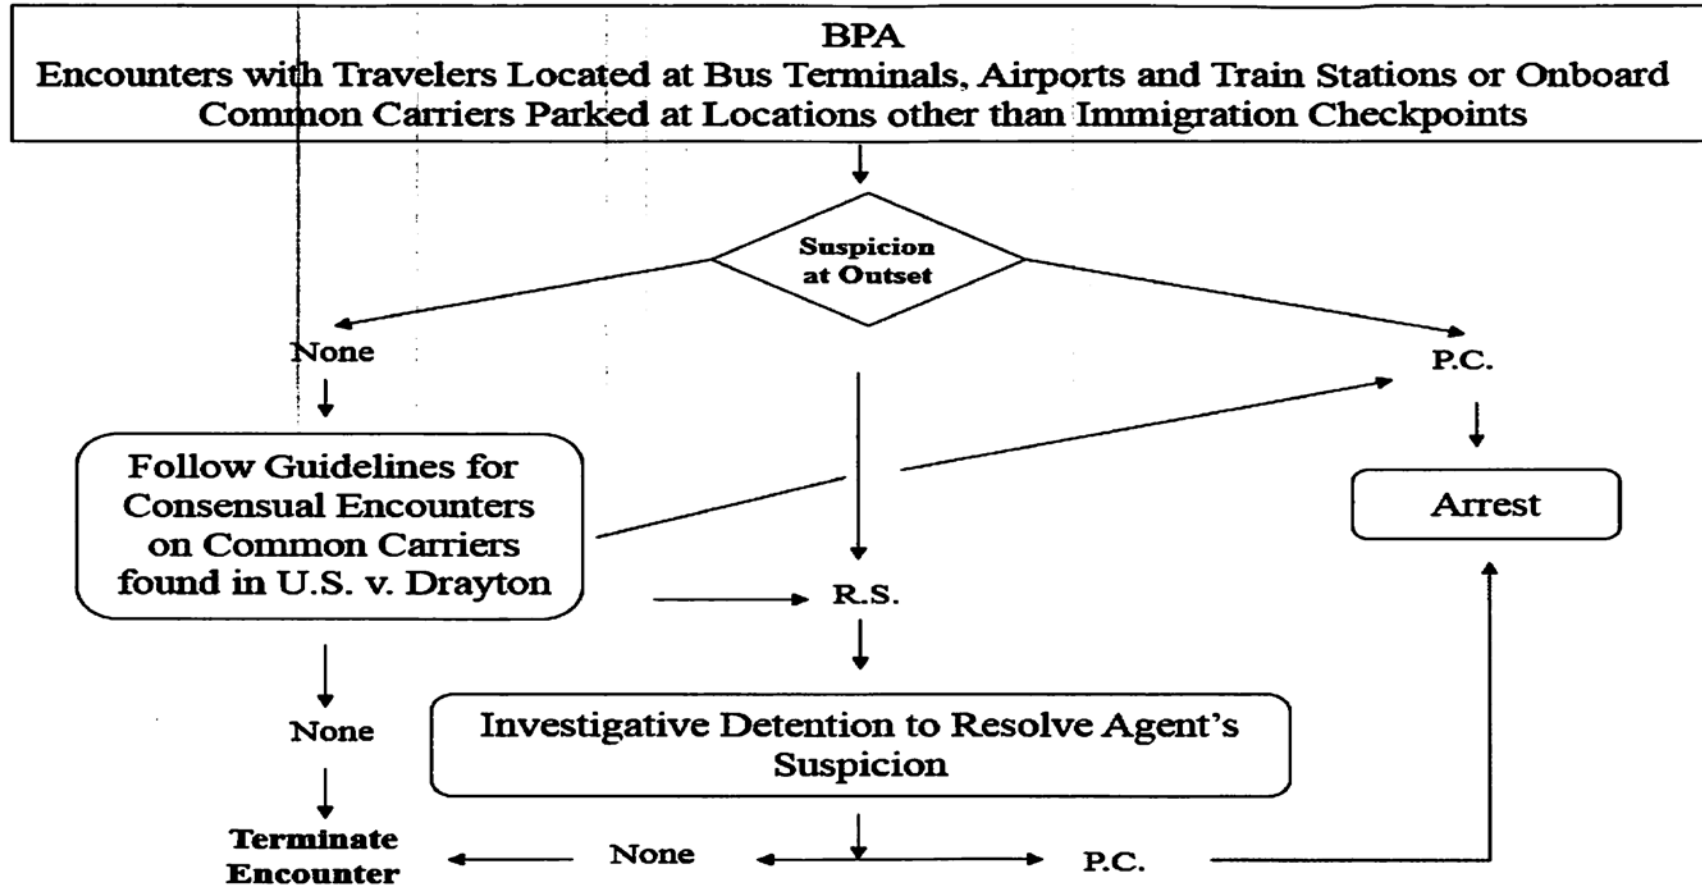 BPA
Encounters with Travelers Located at Bus Terminals, Airports and Train Stations or Onboard
Common Carriers Parked at Locations other than Immigration Checkpoints
Suspicion
at Outset
None
P.C.
Follow Guidelines for
Consensual Encounters
on Common Carriers
found in U.S. v. Drayton
Arrest
R.S.
None
Investigative Detention to Resolve Agent's
Suspicion
Terminate
Encounter
None
P.C.